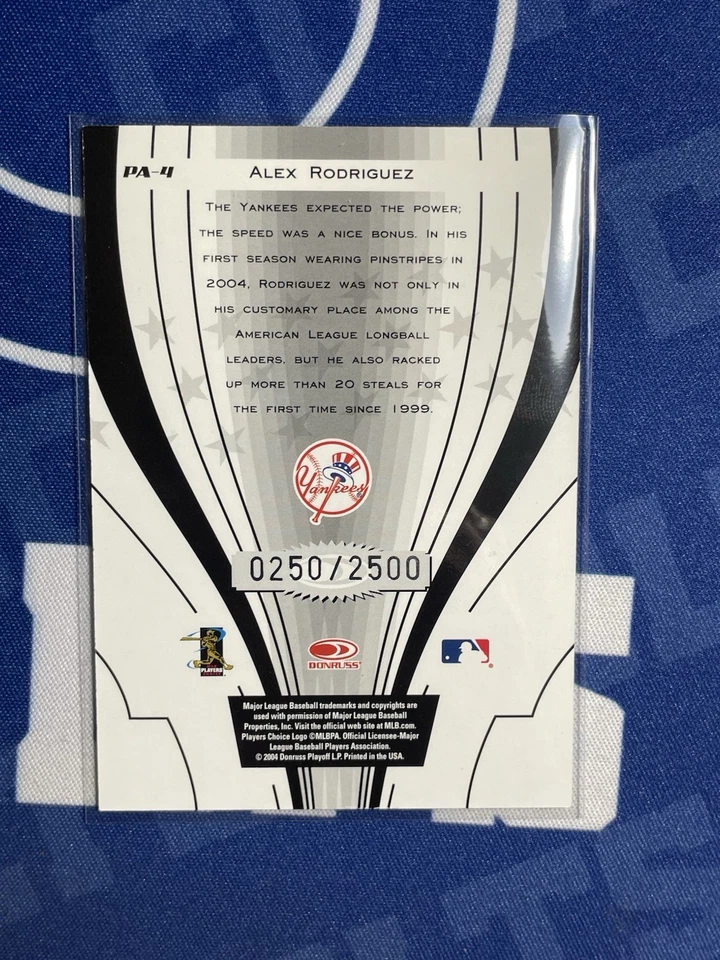 PA-4
ALEX RODRIGUEZ
THE YANKEES EXPECTED THE POWER;
THE SPEED WAS A NICE BONUS. IN HIS
FIRST SEASON WEARING PINSTRIPES IN
2004, RODRIGUEZ WAS NOT ONLY IN
HIS CUSTOMARY PLACE AMONG THE
AMERICAN LEAGUE LONGBALL
LEADERS, BUT HE ALSO RACKED
UP MORE THAN 20 STEALS FOR
THE FIRST TIME SINCE 1999.
Yankees
0250/2500
PLAYERS
DONRUSS
Major League Baseball trademarks and copyrights are
used with permission of Major League Baseball
Properties, Inc. Visit the official web site at MLB.com.
Players Choice Logo ©MLBPA. Official Licensee-Major
League Baseball Players Association.
© 2004 Donruss Playoff L.P. Printed in the USA.